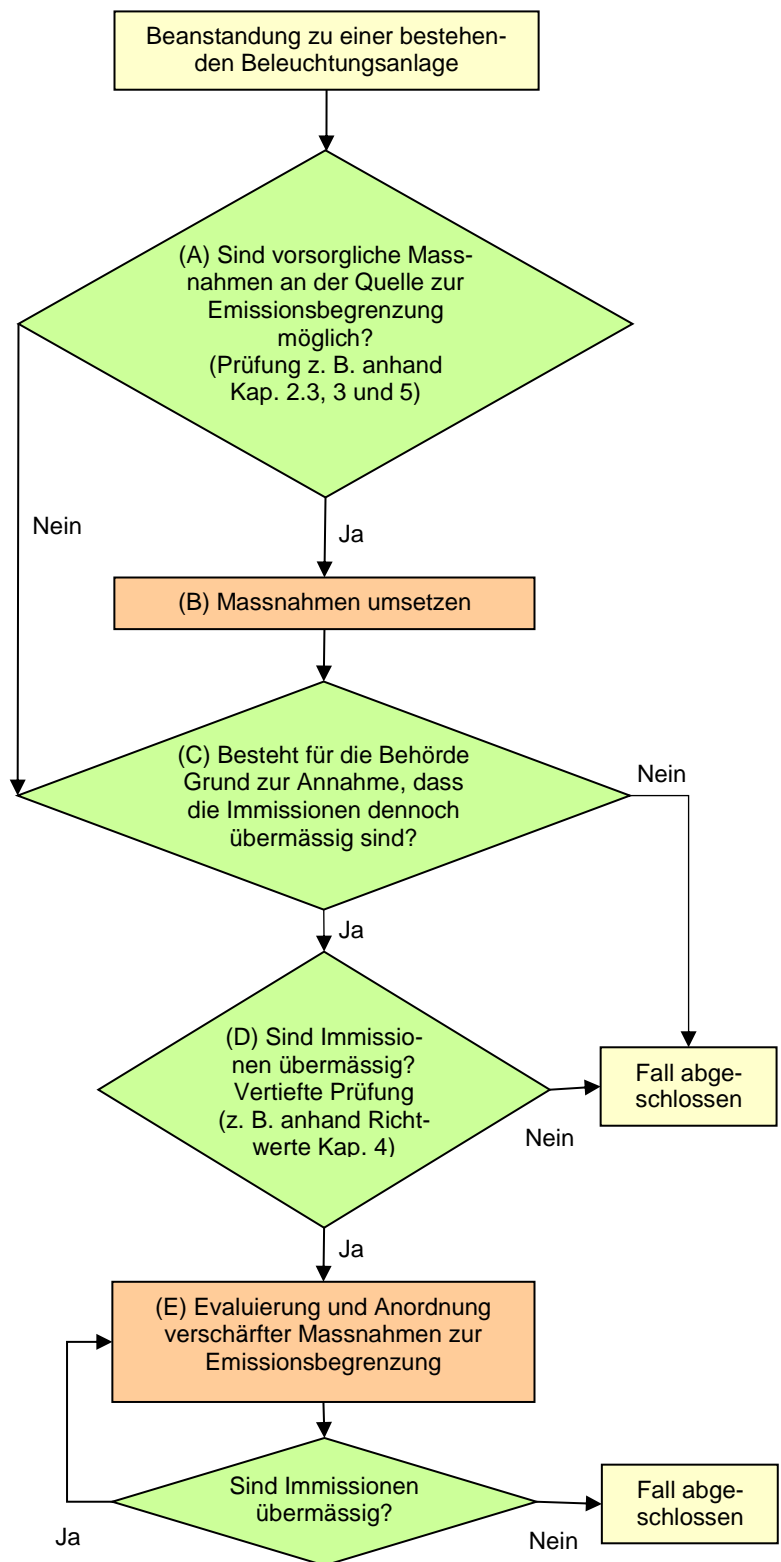 Beanstandung zu einer bestehen-
den Beleuchtungsanlage
(A) Sind vorsorgliche Mass-
nahmen an der Quelle zur
Emissionsbegrenzung
möglich?
(Prüfung z. B. anhand
Kap. 2.3, 3 und 5)
Nein
Ja
(B) Massnahmen umsetzen
(C) Besteht für die Behörde
Grund zur Annahme, dass
die Immissionen dennoch
übermässig sind?
Nein
Ja
(D) Sind Immissio-
nen übermässig?
Vertiefte Prüfung
(z. B. anhand Richt-
werte Kap. 4)
Nein
Fall abge-
schlossen
Ja
(E) Evaluierung und Anordnung
verschärfter Massnahmen zur
Emissionsbegrenzung
Sind Immissionen
übermässig?
Ja
Nein
Fall abge-
schlossen